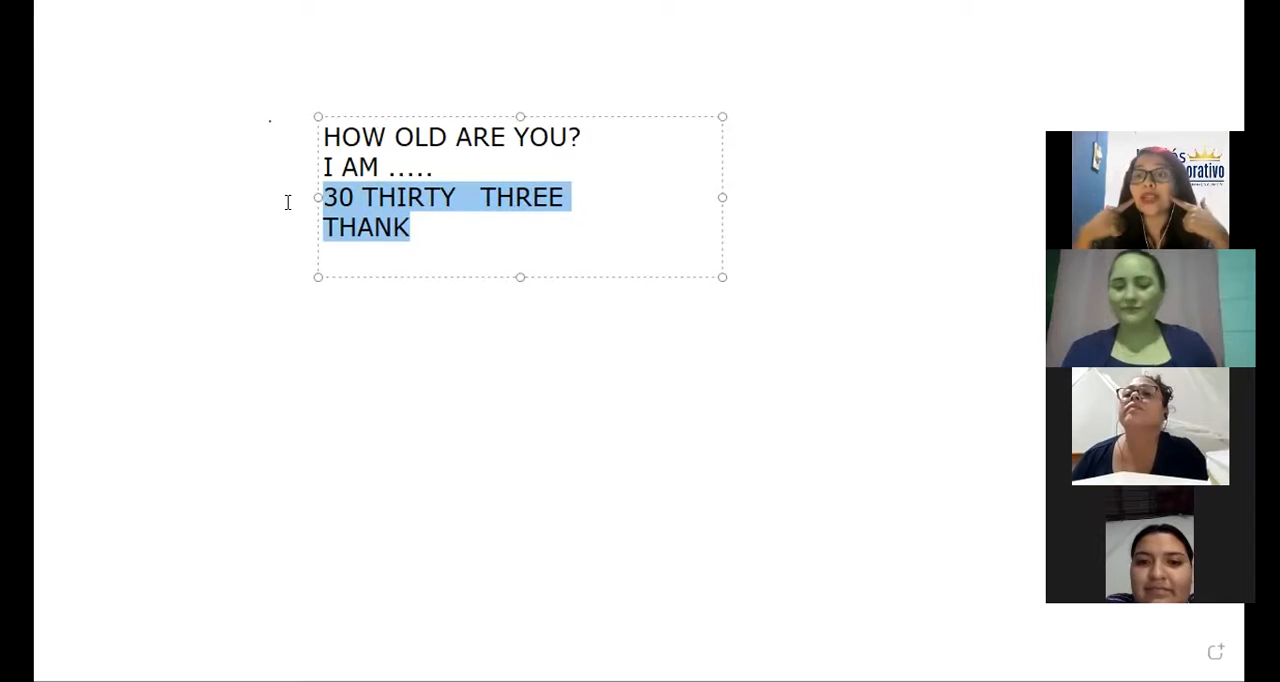 HOW OLD ARE YOU?
I AM .....
30 THIRTY THREE
THANK